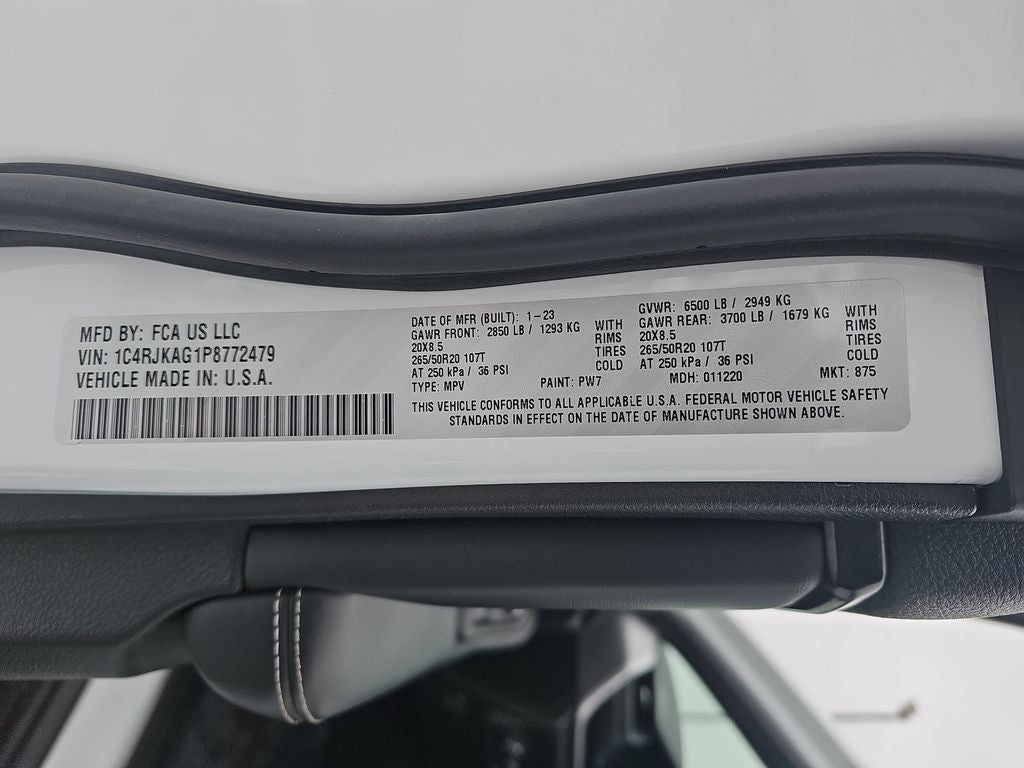 MFD BY: FCA US LLC
VIN: 1C4RJKAG1P8772479
VEHICLE MADE IN: U.S.A.
DATE OF MFR (BUILT): 1-23
GAWR FRONT: 2850 LB / 1293 KG WITH
20X8.5 RIMS
265/50R20 107T TIRES
AT 250 kPa / 36 PSI COLD
TYPE: MPV PAINT: PW7
GVWR: 6500 LB / 2949 KG
GAWR REAR: 3700 LB / 1679 KG WITH
20X8.5 RIMS
265/50R20 107T TIRES
AT 250 kPa / 36 PSI COLD
MDH: 011220 MKT: 875
THIS VEHICLE CONFORMS TO ALL APPLICABLE U.S.A. FEDERAL MOTOR VEHICLE SAFETY
STANDARDS IN EFFECT ON THE DATE OF MANUFACTURE SHOWN ABOVE.